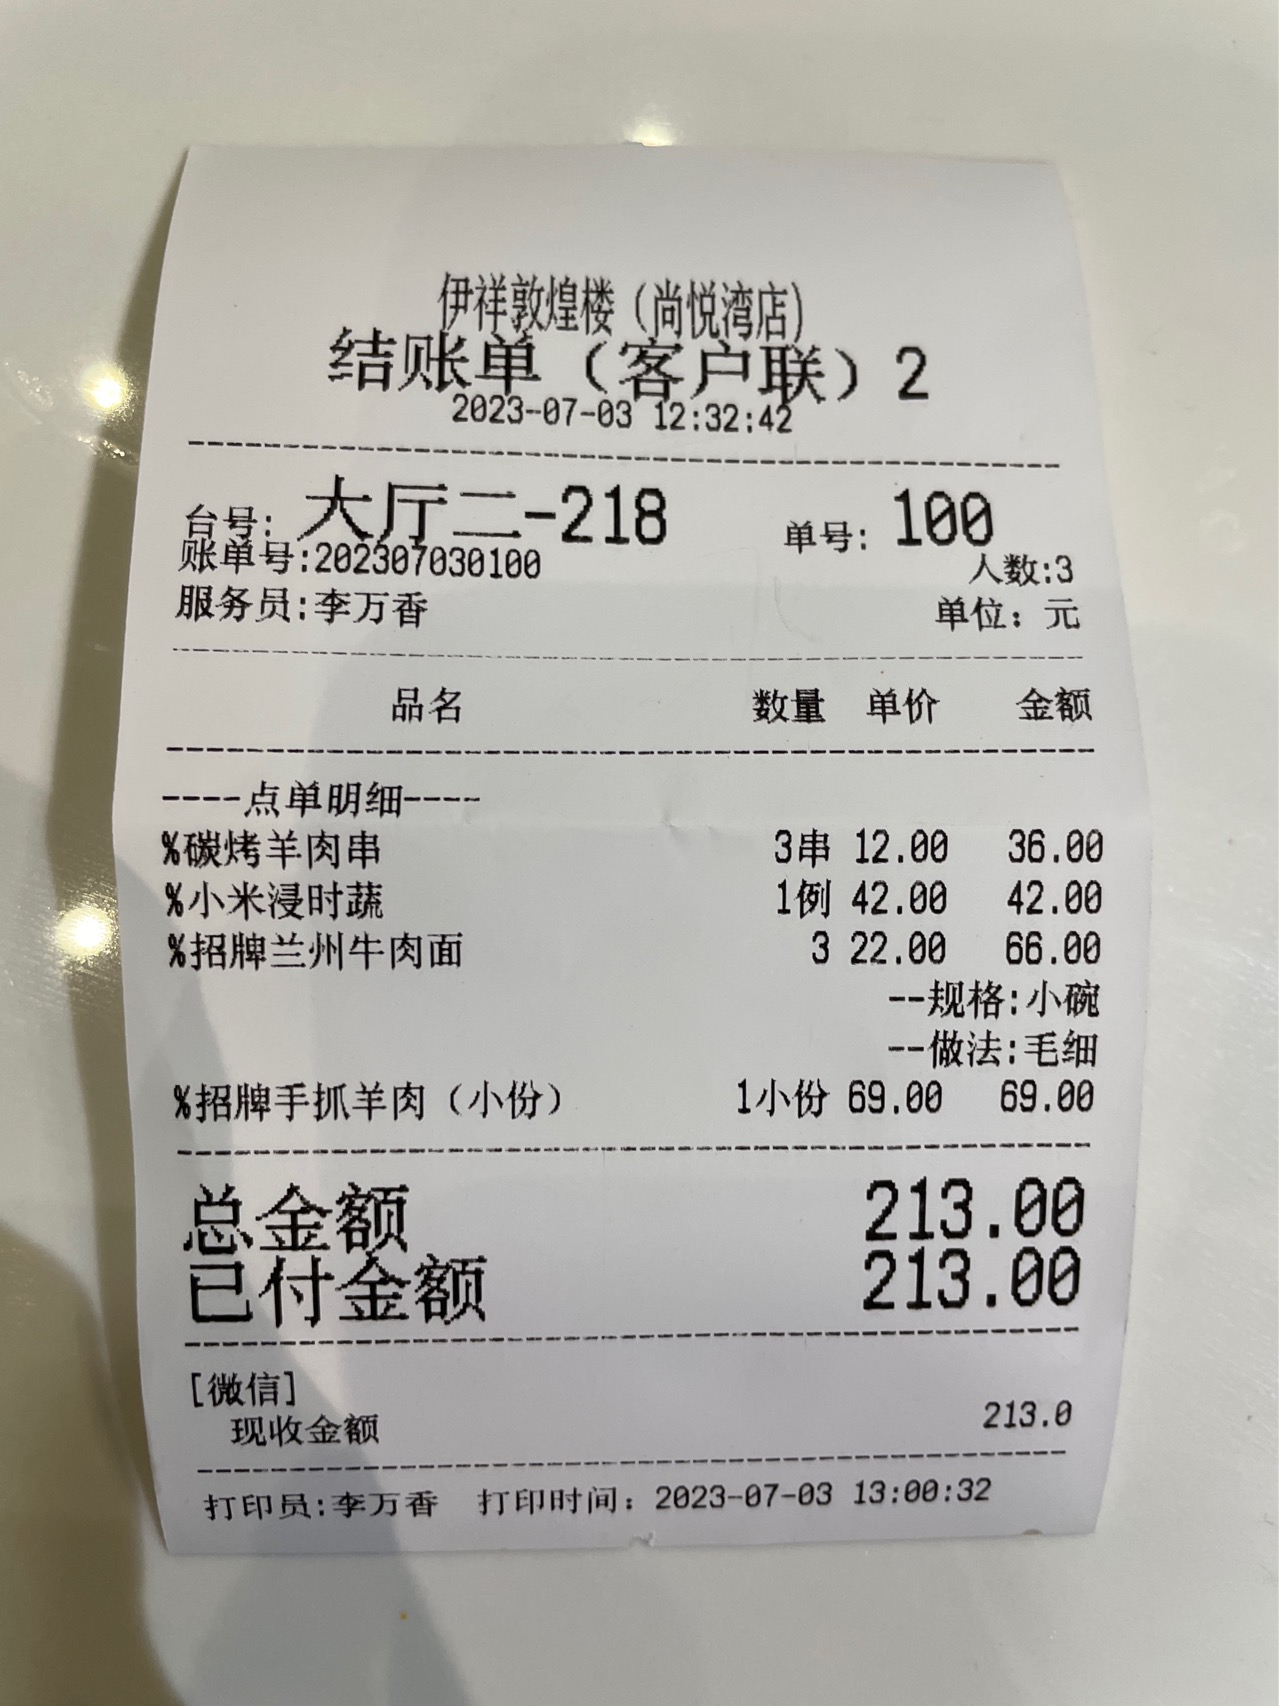 伊祥敦煌楼（尚悦湾店）
结账单（客户联）2
2023-07-03 12:32:42
台号: 大厅二-218 单号: 100
账单号:202307030100 人数:3
服务员:李万香 单位：元
品名 数量 单价 金额
----点单明细----
%碳烤羊肉串 3串 12.00 36.00
%小米浸时蔬 1例 42.00 42.00
%招牌兰州牛肉面 3 22.00 66.00
--规格:小碗
--做法:毛细
%招牌手抓羊肉（小份） 1小份 69.00 69.00
总金额 213.00
已付金额 213.00
[微信]
现收金额 213.0
打印员:李万香 打印时间：2023-07-03 13:00:32